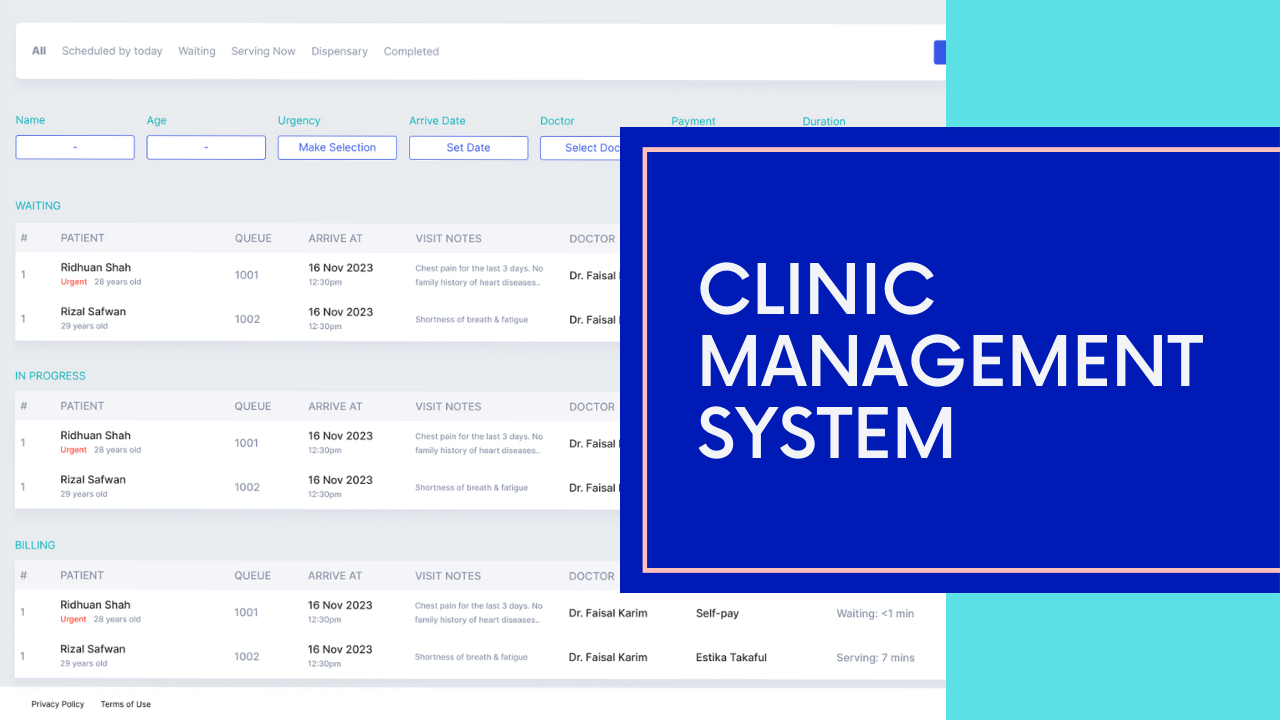 All Scheduled by today Waiting Serving Now Dispensary Completed
Name Age Urgency Arrive Date Doctor Payment Duration
- - Make Selection Set Date Select Doc
WAITING
# PATIENT QUEUE ARRIVE AT VISIT NOTES DOCTOR
1 Ridhuan Shah 1001 16 Nov 2023 Chest pain for the last 3 days. No Dr. Faisal
Urgent 28 years old 12:30pm family history of heart diseases..
1 Rizal Safwan 1002 16 Nov 2023 Shortness of breath & fatigue Dr. Faisal
29 years old 12:30pm
IN PROGRESS
# PATIENT QUEUE ARRIVE AT VISIT NOTES DOCTOR
1 Ridhuan Shah 1001 16 Nov 2023 Chest pain for the last 3 days. No Dr. Faisal
Urgent 28 years old 12:30pm family history of heart diseases..
1 Rizal Safwan 1002 16 Nov 2023 Shortness of breath & fatigue Dr. Faisal
29 years old 12:30pm
BILLING
# PATIENT QUEUE ARRIVE AT VISIT NOTES DOCTOR
1 Ridhuan Shah 1001 16 Nov 2023 Chest pain for the last 3 days. No Dr. Faisal Karim Self-pay Waiting: <1 min
Urgent 28 years old 12:30pm family history of heart diseases..
1 Rizal Safwan 1002 16 Nov 2023 Shortness of breath & fatigue Dr. Faisal Karim Estika Takaful Serving: 7 mins
29 years old 12:30pm
Privacy Policy Terms of Use
CLINIC
MANAGEMENT
SYSTEM